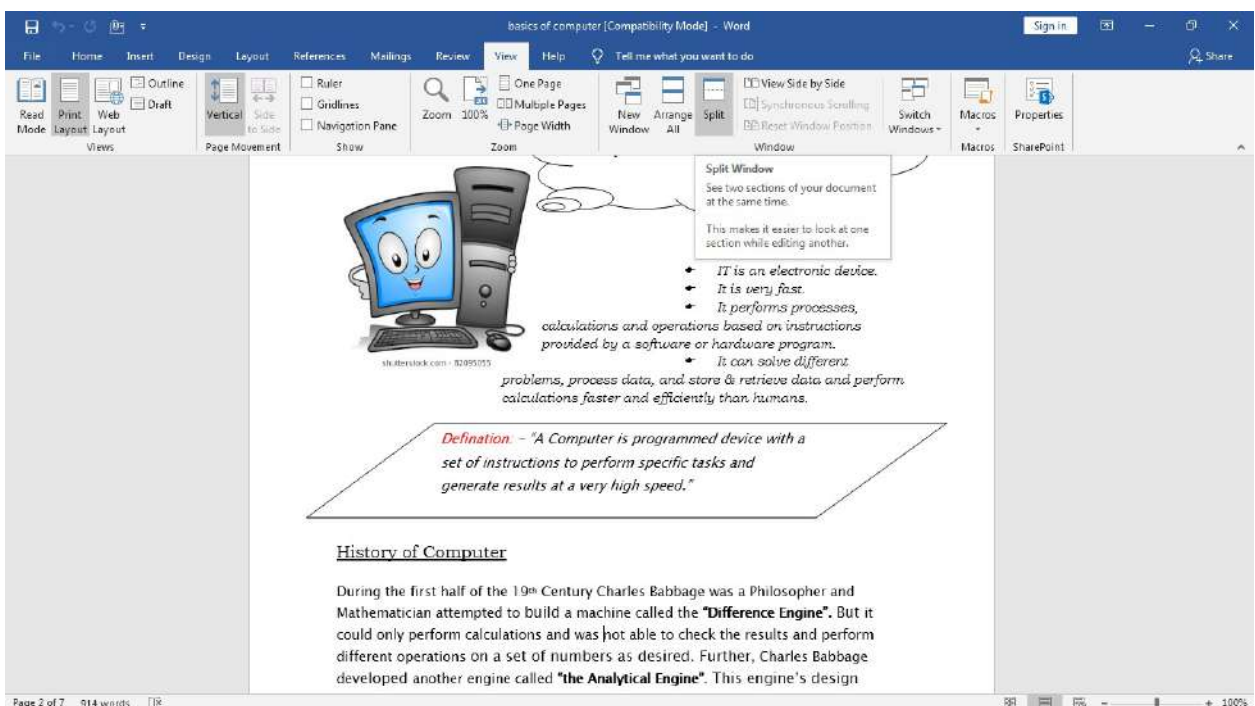 basics of computer [Compatibility Mode] - Word
Sign in
File Home Insert Design Layout References Mailings Review View Help Tell me what you want to do
Share
Read Mode
Print Layout
Web Layout
Outline
Draft
Views
Vertical
Side to Side
Page Movement
Ruler
Gridlines
Navigation Pane
Show
Zoom
100%
One Page
Multiple Pages
Page Width
Zoom
New Window
Arrange All
Split
View Side by Side
Synchronous Scrolling
Reset Window Position
Window
Switch Windows
Macros
Macros
Properties
SharePoint
Split Window
See two sections of your document
at the same time.
This makes it easier to look at one
section while editing another.
IT is an electronic device.
It is very fast.
It performs processes,
calculations and operations based on instructions
provided by a software or hardware program.
It can solve different
problems, process data, and store & retrieve data and perform
calculations faster and efficiently than humans.
shutterstock.com - 82095055
Defination: – "A Computer is programmed device with a
set of instructions to perform specific tasks and
generate results at a very high speed."
History of Computer
During the first half of the 19th Century Charles Babbage was a Philosopher and
Mathematician attempted to build a machine called the "Difference Engine". But it
could only perform calculations and was not able to check the results and perform
different operations on a set of numbers as desired. Further, Charles Babbage
developed another engine called "the Analytical Engine". This engine's design
Page 2 of 7 914 words
100%